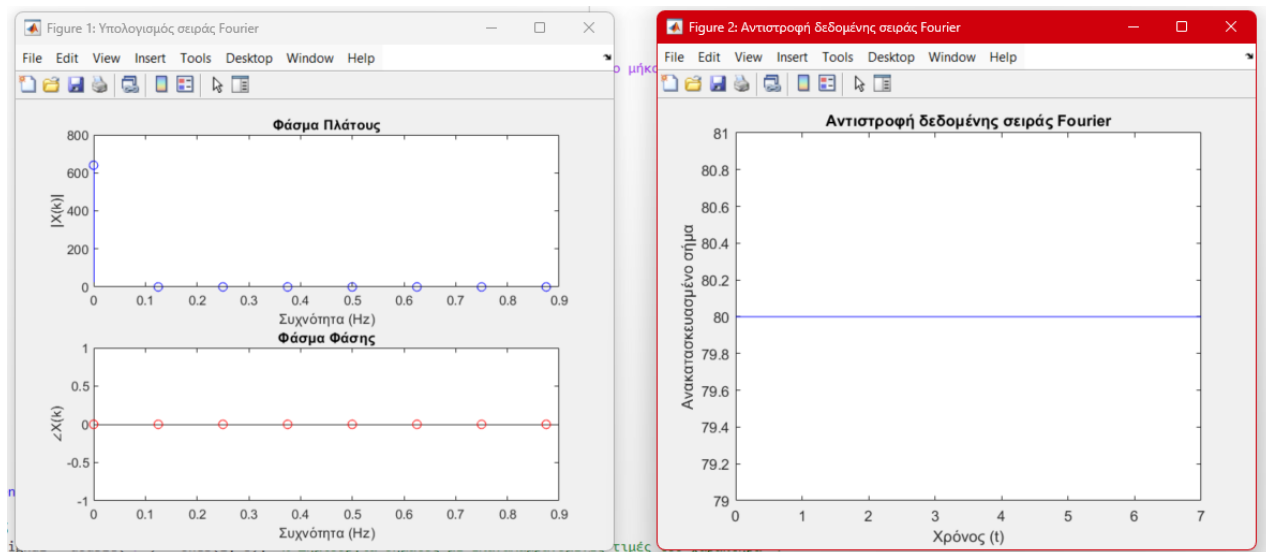 Figure 1: Υπολογισμός σειράς Fourier
File Edit View Insert Tools Desktop Window Help
Φάσμα Πλάτους
800
600
400
200
0
|X(k)|
0 0.1 0.2 0.3 0.4 0.5 0.6 0.7 0.8 0.9
Συχνότητα (Hz)
Φάσμα Φάσης
1
0.5
0
-0.5
-1
∠X(k)
0 0.1 0.2 0.3 0.4 0.5 0.6 0.7 0.8 0.9
Συχνότητα (Hz)
ο μήκο
Figure 2: Αντιστροφή δεδομένης σειράς Fourier
File Edit View Insert Tools Desktop Window Help
Αντιστροφή δεδομένης σειράς Fourier
81
80.8
80.6
80.4
80.2
80
79.8
79.6
79.4
79.2
79
Ανακατασκευασμένο σήμα
0 1 2 3 4 5 6 7
Χρόνος (t)